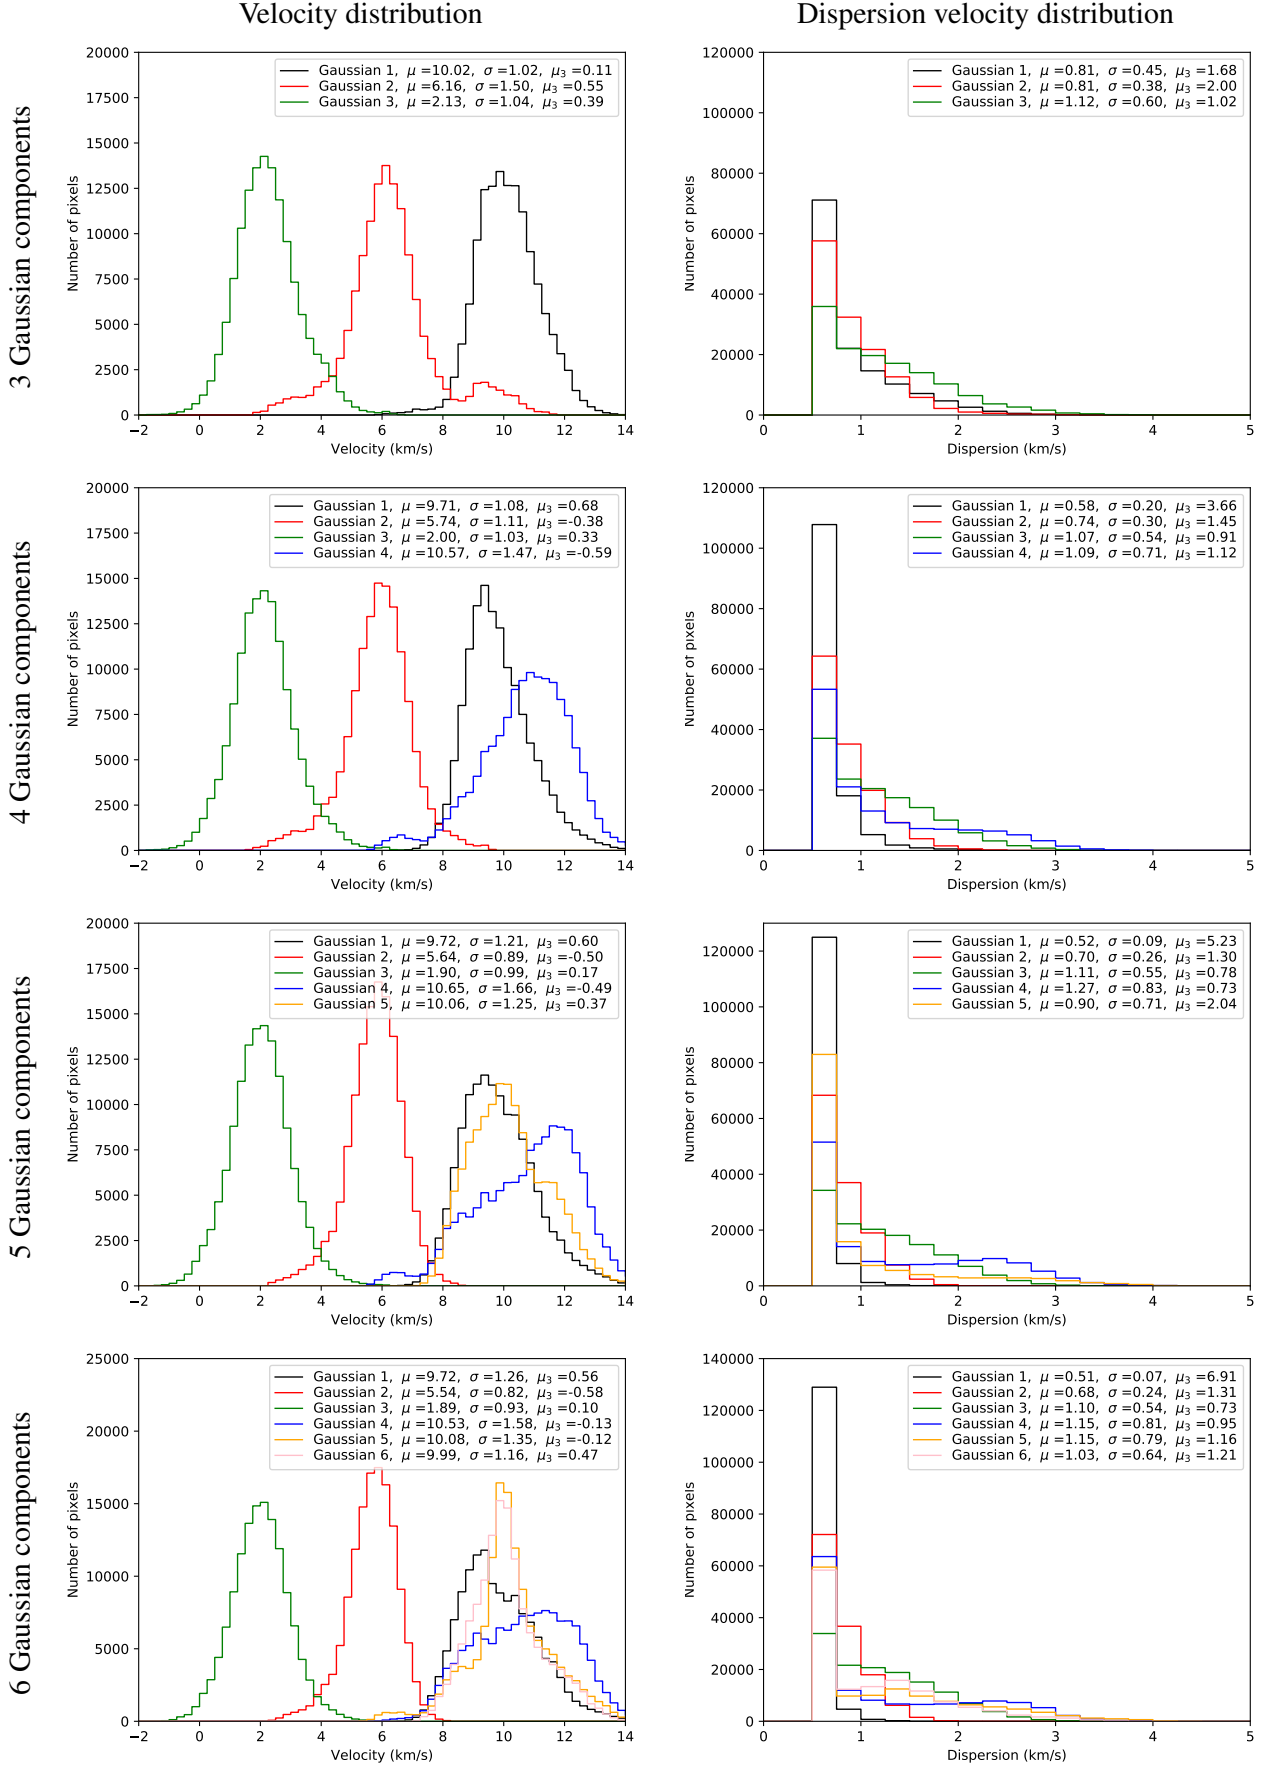 Velocity distribution
Dispersion velocity distribution
3 Gaussian components
20000
17500
15000
12500
10000
7500
5000
2500
0
Number of pixels
−2 0 2 4 6 8 10 12 14
Velocity (km/s)
Gaussian 1, μ =10.02, σ =1.02, μ₃ =0.11
Gaussian 2, μ =6.16, σ =1.50, μ₃ =0.55
Gaussian 3, μ =2.13, σ =1.04, μ₃ =0.39
120000
100000
80000
60000
40000
20000
0
Number of pixels
0 1 2 3 4 5
Dispersion (km/s)
Gaussian 1, μ =0.81, σ =0.45, μ₃ =1.68
Gaussian 2, μ =0.81, σ =0.38, μ₃ =2.00
Gaussian 3, μ =1.12, σ =0.60, μ₃ =1.02
4 Gaussian components
20000
17500
15000
12500
10000
7500
5000
2500
0
Number of pixels
−2 0 2 4 6 8 10 12 14
Velocity (km/s)
Gaussian 1, μ =9.71, σ =1.08, μ₃ =0.68
Gaussian 2, μ =5.74, σ =1.11, μ₃ =-0.38
Gaussian 3, μ =2.00, σ =1.03, μ₃ =0.33
Gaussian 4, μ =10.57, σ =1.47, μ₃ =-0.59
120000
100000
80000
60000
40000
20000
0
Number of pixels
0 1 2 3 4 5
Dispersion (km/s)
Gaussian 1, μ =0.58, σ =0.20, μ₃ =3.66
Gaussian 2, μ =0.74, σ =0.30, μ₃ =1.45
Gaussian 3, μ =1.07, σ =0.54, μ₃ =0.91
Gaussian 4, μ =1.09, σ =0.71, μ₃ =1.12
5 Gaussian components
20000
17500
15000
12500
10000
7500
5000
2500
0
Number of pixels
−2 0 2 4 6 8 10 12 14
Velocity (km/s)
Gaussian 1, μ =9.72, σ =1.21, μ₃ =0.60
Gaussian 2, μ =5.64, σ =0.89, μ₃ =-0.50
Gaussian 3, μ =1.90, σ =0.99, μ₃ =0.17
Gaussian 4, μ =10.65, σ =1.66, μ₃ =-0.49
Gaussian 5, μ =10.06, σ =1.25, μ₃ =0.37
120000
100000
80000
60000
40000
20000
0
Number of pixels
0 1 2 3 4 5
Dispersion (km/s)
Gaussian 1, μ =0.52, σ =0.09, μ₃ =5.23
Gaussian 2, μ =0.70, σ =0.26, μ₃ =1.30
Gaussian 3, μ =1.11, σ =0.55, μ₃ =0.78
Gaussian 4, μ =1.27, σ =0.83, μ₃ =0.73
Gaussian 5, μ =0.90, σ =0.71, μ₃ =2.04
6 Gaussian components
25000
20000
15000
10000
5000
0
Number of pixels
−2 0 2 4 6 8 10 12 14
Velocity (km/s)
Gaussian 1, μ =9.72, σ =1.26, μ₃ =0.56
Gaussian 2, μ =5.54, σ =0.82, μ₃ =-0.58
Gaussian 3, μ =1.89, σ =0.93, μ₃ =0.10
Gaussian 4, μ =10.53, σ =1.58, μ₃ =-0.13
Gaussian 5, μ =10.08, σ =1.35, μ₃ =-0.12
Gaussian 6, μ =9.99, σ =1.16, μ₃ =0.47
140000
120000
100000
80000
60000
40000
20000
0
Number of pixels
0 1 2 3 4 5
Dispersion (km/s)
Gaussian 1, μ =0.51, σ =0.07, μ₃ =6.91
Gaussian 2, μ =0.68, σ =0.24, μ₃ =1.31
Gaussian 3, μ =1.10, σ =0.54, μ₃ =0.73
Gaussian 4, μ =1.15, σ =0.81, μ₃ =0.95
Gaussian 5, μ =1.15, σ =0.79, μ₃ =1.16
Gaussian 6, μ =1.03, σ =0.64, μ₃ =1.21